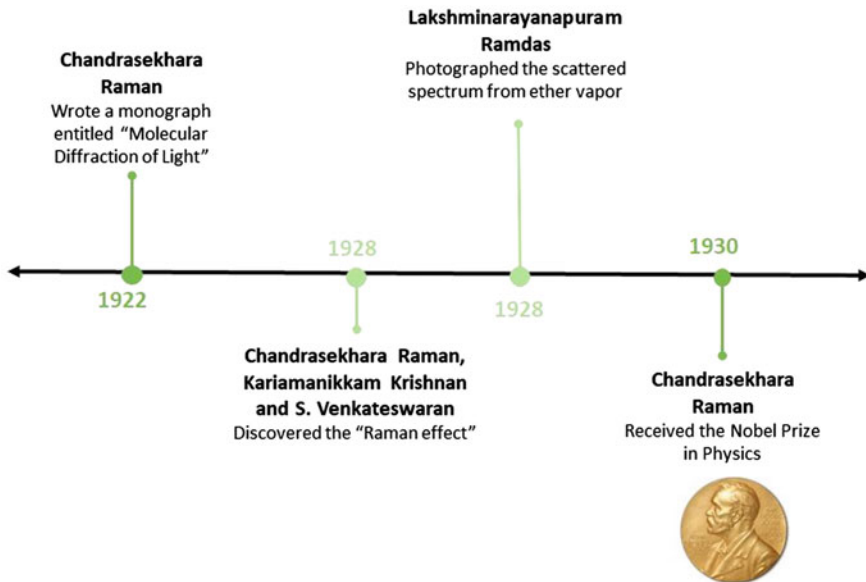 Chandrasekhara
Raman
Wrote a monograph
entitled “Molecular
Diffraction of Light”
1922
1928
Chandrasekhara Raman,
Kariamanikkam Krishnan
and S. Venkateswaran
Discovered the “Raman effect”
Lakshminarayanapuram
Ramdas
Photographed the scattered
spectrum from ether vapor
1928
1930
Chandrasekhara
Raman
Received the Nobel Prize
in Physics